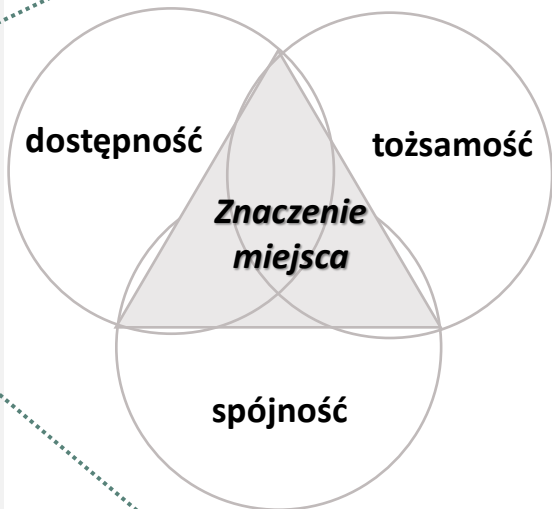 dostępność
tożsamość
Znaczenie
miejsca
spójność